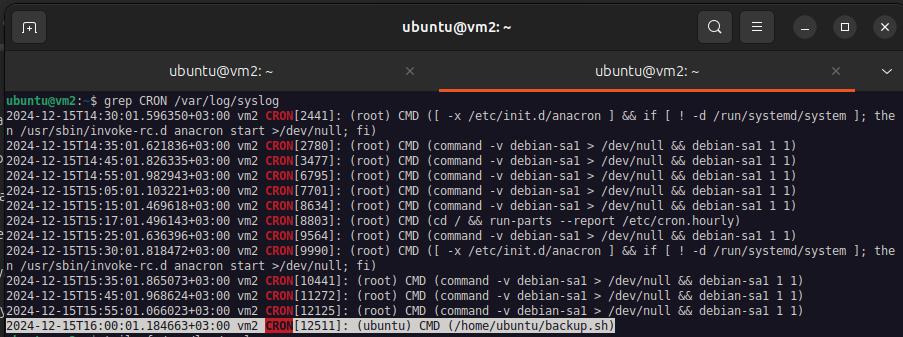 ubuntu@vm2: ~
ubuntu@vm2: ~
ubuntu@vm2: ~
ubuntu@vm2:~$ grep CRON /var/log/syslog
2024-12-15T14:30:01.596350+03:00 vm2 CRON[2441]: (root) CMD ([ -x /etc/init.d/anacron ] && if [ ! -d /run/systemd/system ]; the
n /usr/sbin/invoke-rc.d anacron start >/dev/null; fi)
2024-12-15T14:35:01.621836+03:00 vm2 CRON[2780]: (root) CMD (command -v debian-sa1 > /dev/null && debian-sa1 1 1)
2024-12-15T14:45:01.826335+03:00 vm2 CRON[3477]: (root) CMD (command -v debian-sa1 > /dev/null && debian-sa1 1 1)
2024-12-15T14:55:01.982943+03:00 vm2 CRON[6795]: (root) CMD (command -v debian-sa1 > /dev/null && debian-sa1 1 1)
2024-12-15T15:05:01.103221+03:00 vm2 CRON[7701]: (root) CMD (command -v debian-sa1 > /dev/null && debian-sa1 1 1)
2024-12-15T15:15:01.469618+03:00 vm2 CRON[8634]: (root) CMD (command -v debian-sa1 > /dev/null && debian-sa1 1 1)
2024-12-15T15:17:01.496143+03:00 vm2 CRON[8803]: (root) CMD (cd / && run-parts --report /etc/cron.hourly)
2024-12-15T15:25:01.636396+03:00 vm2 CRON[9564]: (root) CMD (command -v debian-sa1 > /dev/null && debian-sa1 1 1)
2024-12-15T15:30:01.818472+03:00 vm2 CRON[9990]: (root) CMD ([ -x /etc/init.d/anacron ] && if [ ! -d /run/systemd/system ]; the
n /usr/sbin/invoke-rc.d anacron start >/dev/null; fi)
2024-12-15T15:35:01.865073+03:00 vm2 CRON[10441]: (root) CMD (command -v debian-sa1 > /dev/null && debian-sa1 1 1)
2024-12-15T15:45:01.968624+03:00 vm2 CRON[11272]: (root) CMD (command -v debian-sa1 > /dev/null && debian-sa1 1 1)
2024-12-15T15:55:01.066023+03:00 vm2 CRON[12125]: (root) CMD (command -v debian-sa1 > /dev/null && debian-sa1 1 1)
2024-12-15T16:00:01.184663+03:00 vm2 CRON[12511]: (ubuntu) CMD (/home/ubuntu/backup.sh)